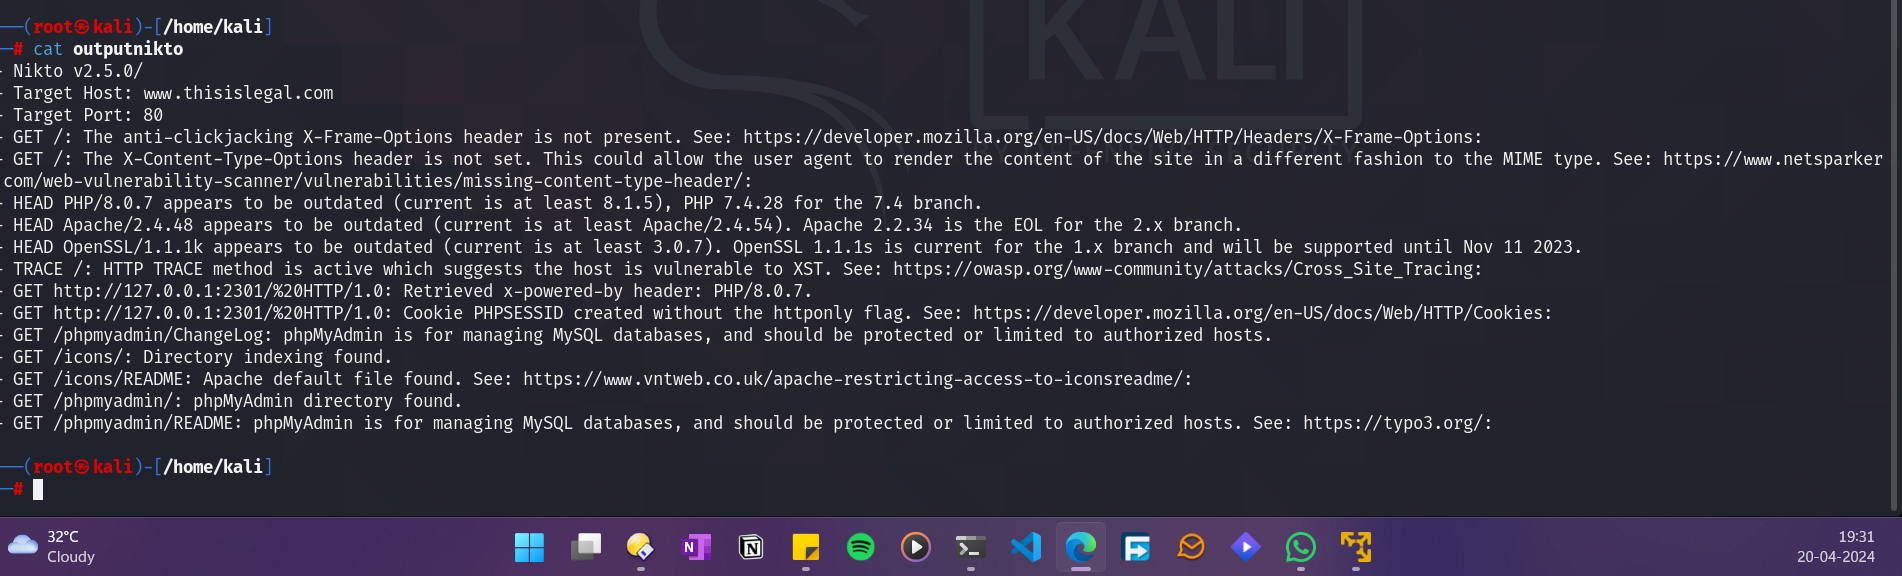 ──(root㉿kali)-[/home/kali]
─# cat outputnikto
- Nikto v2.5.0/
- Target Host: www.thisislegal.com
- Target Port: 80
- GET /: The anti-clickjacking X-Frame-Options header is not present. See: https://developer.mozilla.org/en-US/docs/Web/HTTP/Headers/X-Frame-Options:
- GET /: The X-Content-Type-Options header is not set. This could allow the user agent to render the content of the site in a different fashion to the MIME type. See: https://www.netsparker
com/web-vulnerability-scanner/vulnerabilities/missing-content-type-header/:
- HEAD PHP/8.0.7 appears to be outdated (current is at least 8.1.5), PHP 7.4.28 for the 7.4 branch.
- HEAD Apache/2.4.48 appears to be outdated (current is at least Apache/2.4.54). Apache 2.2.34 is the EOL for the 2.x branch.
- HEAD OpenSSL/1.1.1k appears to be outdated (current is at least 3.0.7). OpenSSL 1.1.1s is current for the 1.x branch and will be supported until Nov 11 2023.
- TRACE /: HTTP TRACE method is active which suggests the host is vulnerable to XST. See: https://owasp.org/www-community/attacks/Cross_Site_Tracing:
- GET http://127.0.0.1:2301/%20HTTP/1.0: Retrieved x-powered-by header: PHP/8.0.7.
- GET http://127.0.0.1:2301/%20HTTP/1.0: Cookie PHPSESSID created without the httponly flag. See: https://developer.mozilla.org/en-US/docs/Web/HTTP/Cookies:
- GET /phpmyadmin/ChangeLog: phpMyAdmin is for managing MySQL databases, and should be protected or limited to authorized hosts.
- GET /icons/: Directory indexing found.
- GET /icons/README: Apache default file found. See: https://www.vntweb.co.uk/apache-restricting-access-to-iconsreadme/:
- GET /phpmyadmin/: phpMyAdmin directory found.
- GET /phpmyadmin/README: phpMyAdmin is for managing MySQL databases, and should be protected or limited to authorized hosts. See: https://typo3.org/:
──(root㉿kali)-[/home/kali]
─#
KALI
32°C
Cloudy
19:31
20-04-2024